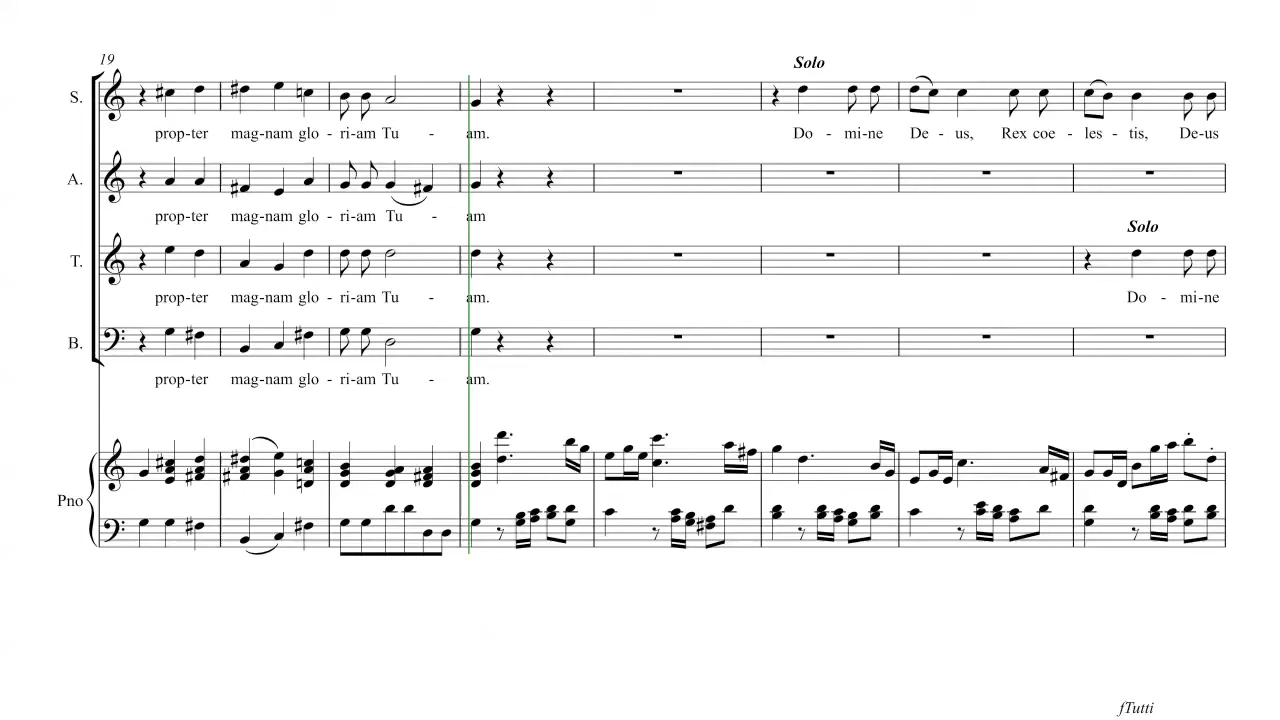 19
Solo
S.
prop-ter mag-nam glo - ri-am Tu - am. Do - mi-ne De - us, Rex coe - les - tis, De-us
A.
prop-ter mag-nam glo - ri-am Tu - am
Solo
T.
prop-ter mag-nam glo - ri-am Tu - am. Do - mi-ne
B.
prop-ter mag-nam glo - ri-am Tu - am.
Pno
fTutti